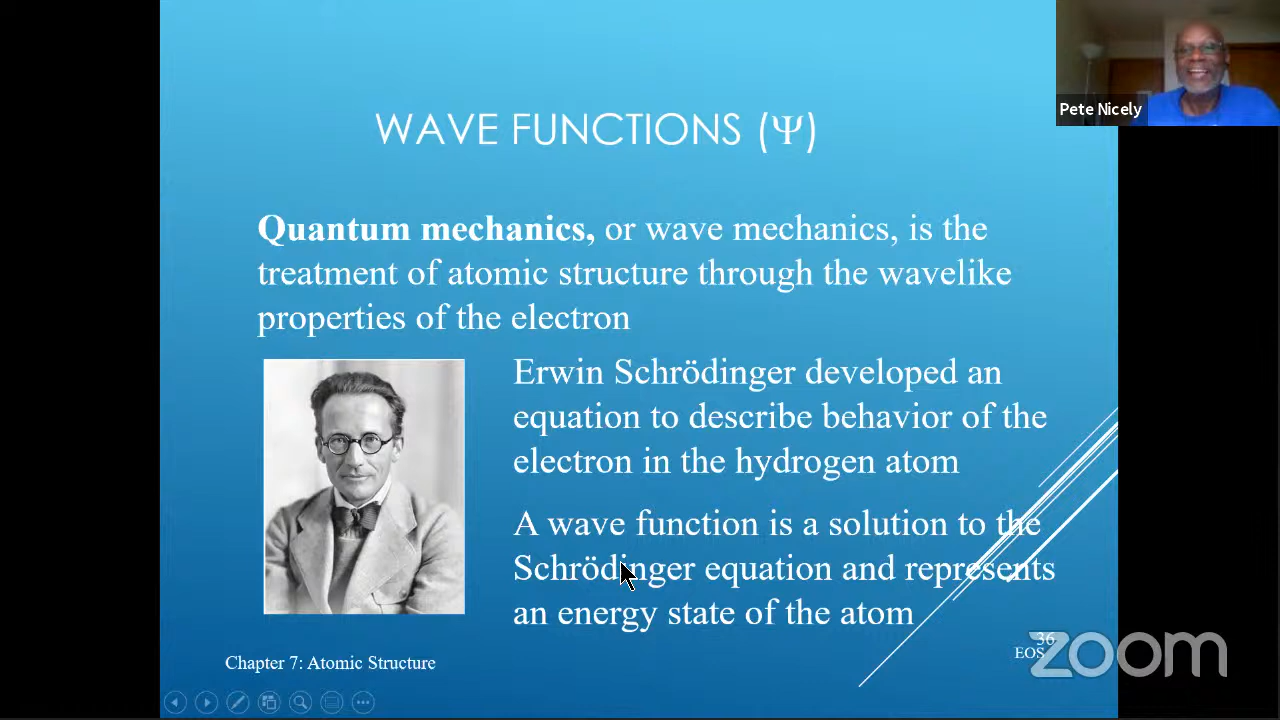 Pete Nicely
WAVE FUNCTIONS (Ψ)
Quantum mechanics, or wave mechanics, is the
treatment of atomic structure through the wavelike
properties of the electron
Erwin Schrödinger developed an
equation to describe behavior of the
electron in the hydrogen atom
A wave function is a solution to the
Schrödinger equation and represents
an energy state of the atom
36
EOS
zoom
Chapter 7: Atomic Structure